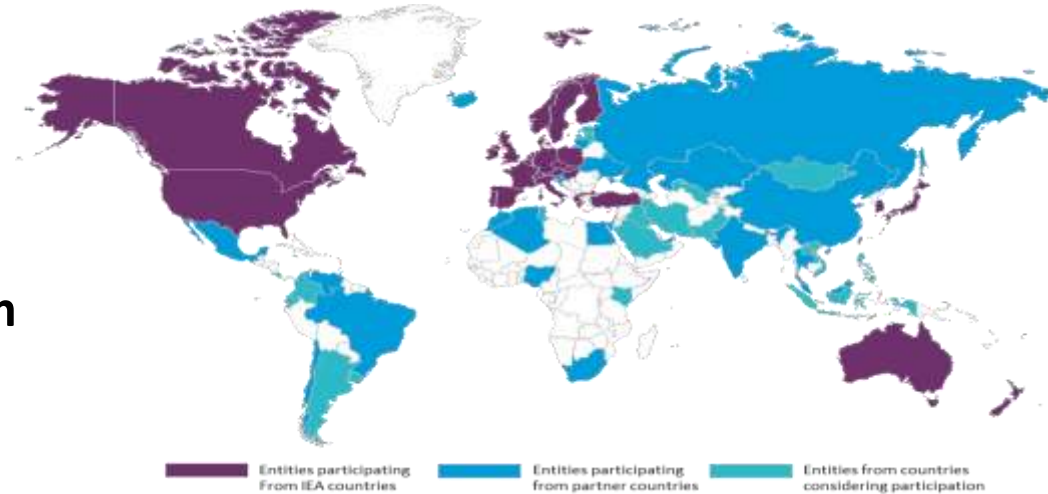 n
Entities participating
From IEA countries
Entities participating
from partner countries
Entities from countries
considering participation